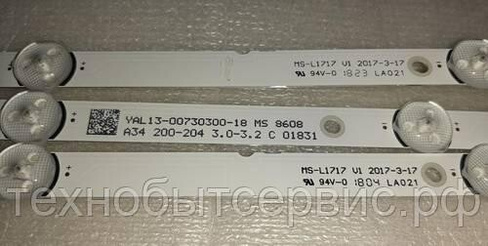 MS-L1717 V1 2017-3-17
94V-0 1823 LA021
YAL13-00730300-18 MS 8608
A34 200-204 3.0-3.2 C 01831
MS-L1717 V1 2017-3-17
94V-0 1804 LA021
технобытсервис.рф